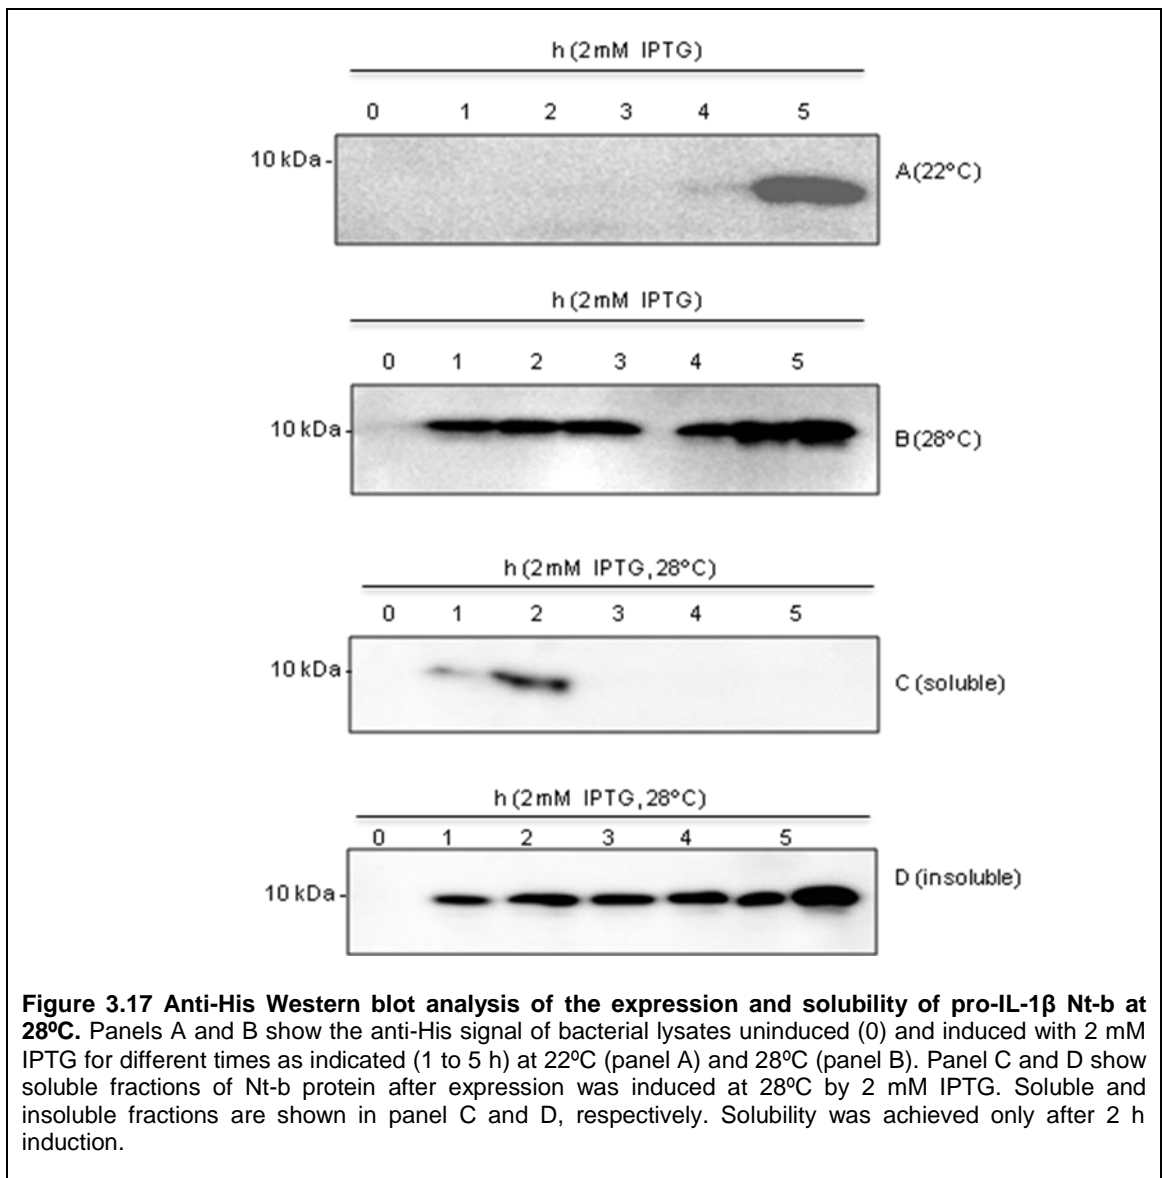 h (2mM IPTG)
0 1 2 3 4 5
10 kDa
A(22ºC)
h (2mM IPTG)
0 1 2 3 4 5
10 kDa
B(28ºC)
h (2mM IPTG,28ºC)
0 1 2 3 4 5
10 kDa
C (soluble)
h (2mM IPTG,28ºC)
0 1 2 3 4 5
10 kDa
D (insoluble)
Figure 3.17 Anti-His Western blot analysis of the expression and solubility of pro-IL-1β Nt-b at
28ºC. Panels A and B show the anti-His signal of bacterial lysates uninduced (0) and induced with 2 mM
IPTG for different times as indicated (1 to 5 h) at 22ºC (panel A) and 28ºC (panel B). Panel C and D show
soluble fractions of Nt-b protein after expression was induced at 28ºC by 2 mM IPTG. Soluble and
insoluble fractions are shown in panel C and D, respectively. Solubility was achieved only after 2 h
induction.